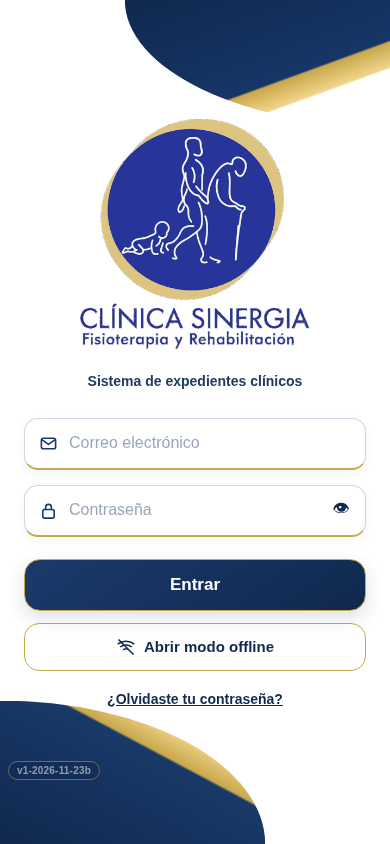 CLÍNICA SINERGIA
Fisioterapia y Rehabilitación
Sistema de expedientes clínicos
Correo electrónico
Contraseña
Entrar
Abrir modo offline
¿Olvidaste tu contraseña?
v1-2026-11-23b